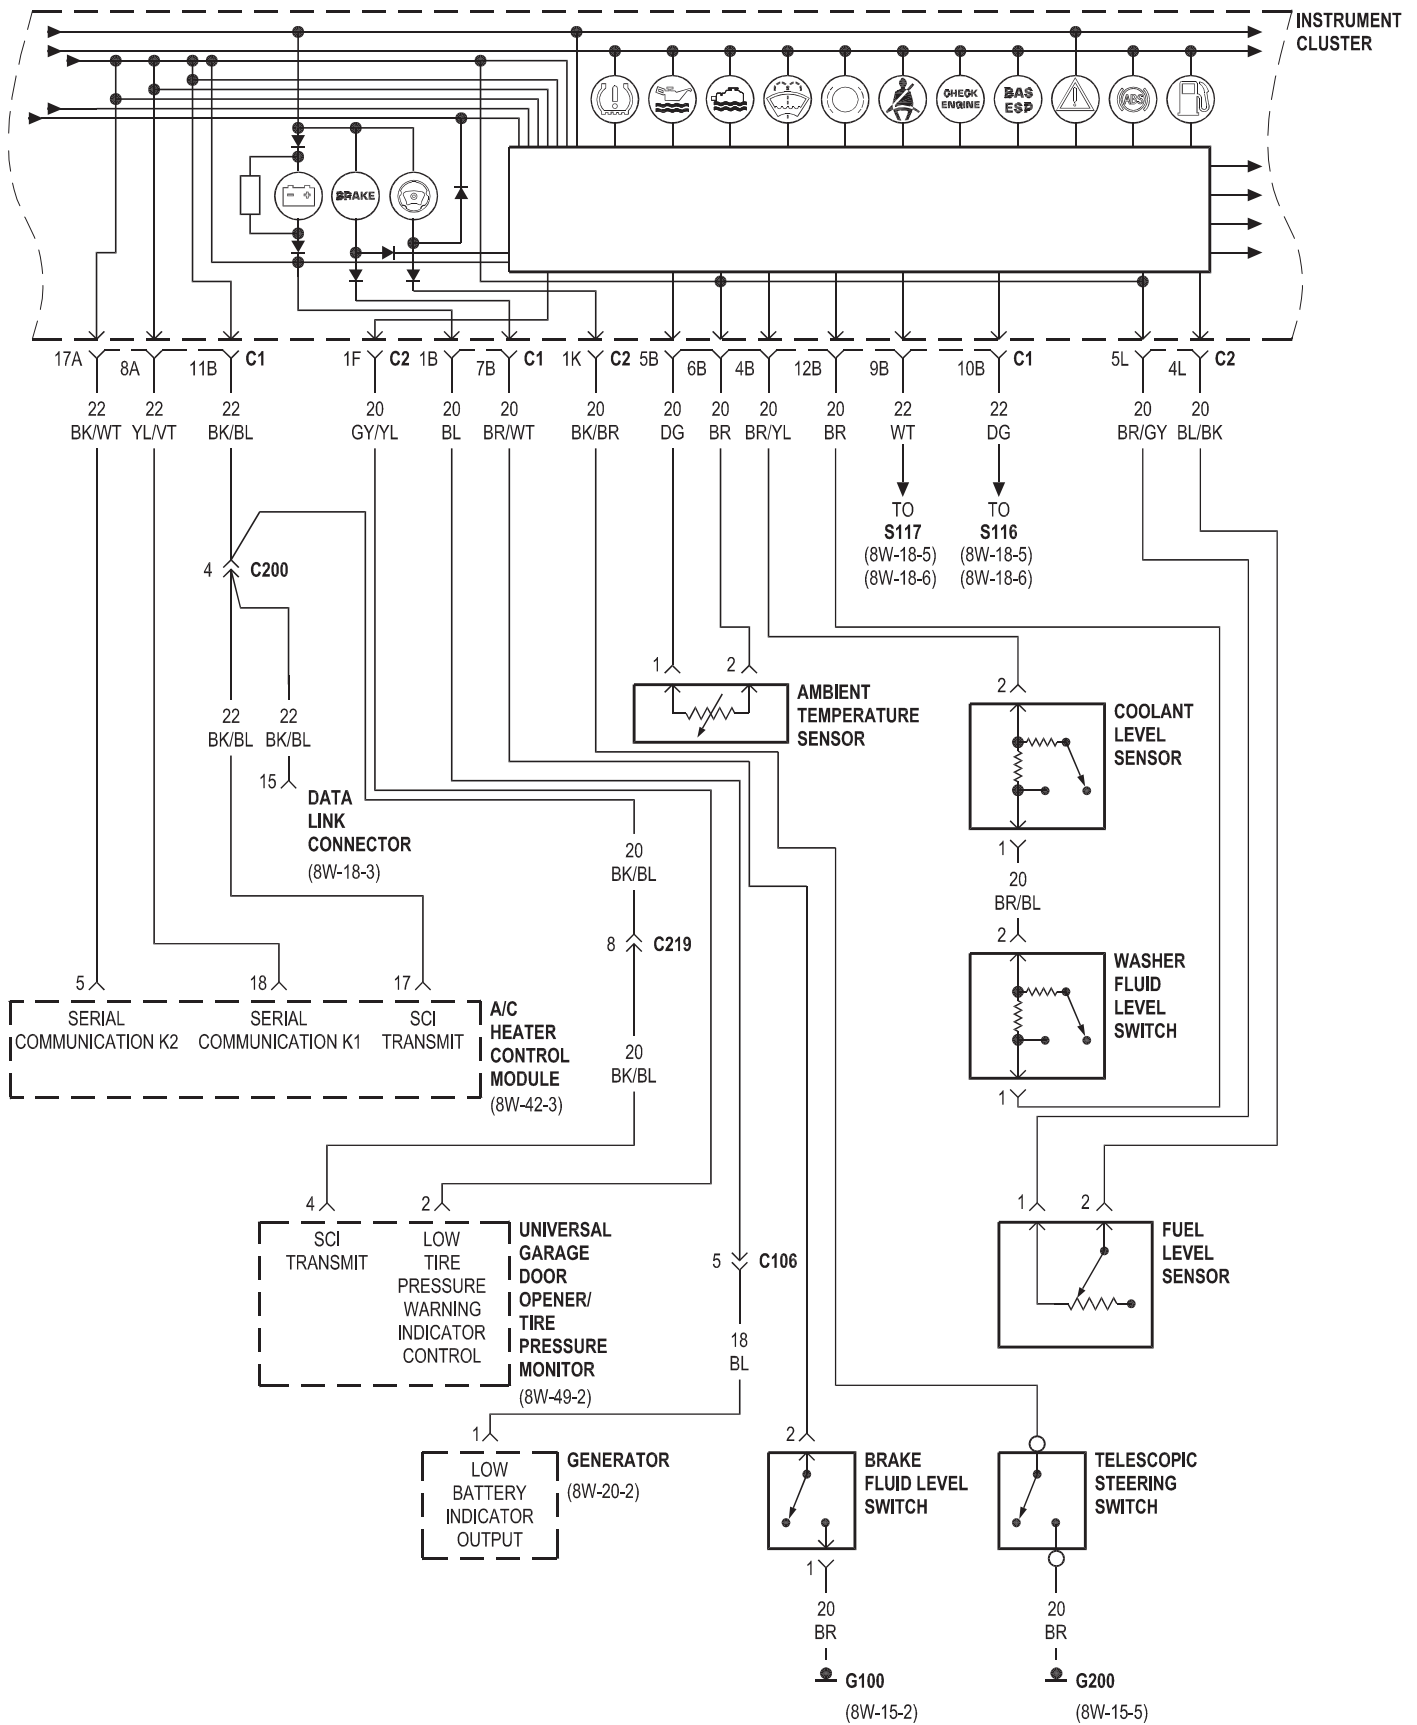 INSTRUMENT
CLUSTER
CHECK
ENGINE
BAS
ESP
ABS
BRAKE
17A
8A
11B
C1
1F
C2
1B
7B
C1
1K
C2
5B
6B
4B
12B
9B
10B
C1
5L
4L
C2
22
BK/WT
22
YL/VT
22
BK/BL
20
GY/YL
20
BL
20
BR/WT
20
BK/BR
20
DG
20
BR
20
BR/YL
20
BR
22
WT
22
DG
20
BR/GY
20
BL/BK
TO
S117
(8W-18-5)
(8W-18-6)
TO
S116
(8W-18-5)
(8W-18-6)
4
C200
1
2
AMBIENT
TEMPERATURE
SENSOR
2
COOLANT
LEVEL
SENSOR
22
BK/BL
22
BK/BL
15
DATA
LINK
CONNECTOR
(8W-18-3)
20
BK/BL
1
20
BR/BL
8
C219
2
WASHER
FLUID
LEVEL
SWITCH
5
18
17
SERIAL
COMMUNICATION K2
SERIAL
COMMUNICATION K1
SCI
TRANSMIT
A/C
HEATER
CONTROL
MODULE
(8W-42-3)
20
BK/BL
1
4
2
SCI
TRANSMIT
LOW
TIRE
PRESSURE
WARNING
INDICATOR
CONTROL
UNIVERSAL
GARAGE
DOOR
OPENER/
TIRE
PRESSURE
MONITOR
(8W-49-2)
5
C106
1
2
FUEL
LEVEL
SENSOR
18
BL
1
LOW
BATTERY
INDICATOR
OUTPUT
GENERATOR
(8W-20-2)
2
BRAKE
FLUID LEVEL
SWITCH
TELESCOPIC
STEERING
SWITCH
1
20
BR
20
BR
G100
(8W-15-2)
G200
(8W-15-5)